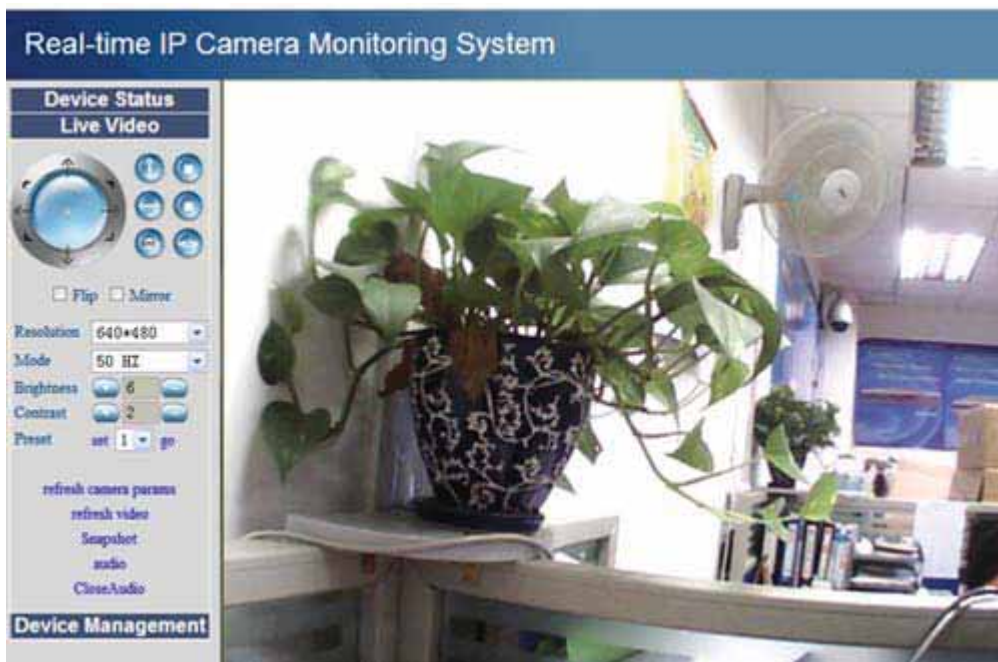 Real-time IP Camera Monitoring System
Device Status
Live Video
Flip Mirror
Resolution 640*480
Mode 50 HZ
Brightness 6
Contrast 2
Preset set 1 go
refresh camera params
refresh video
Snapshot
audio
CloseAudio
Device Management